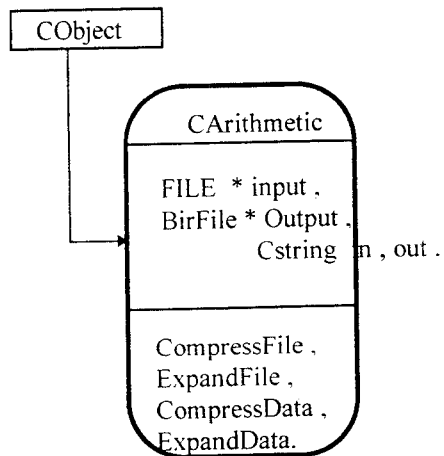 CObject
CArithmetic
FILE * input ,
BirFile * Output ,
Cstring in , out .
CompressFile ,
ExpandFile ,
CompressData ,
ExpandData.